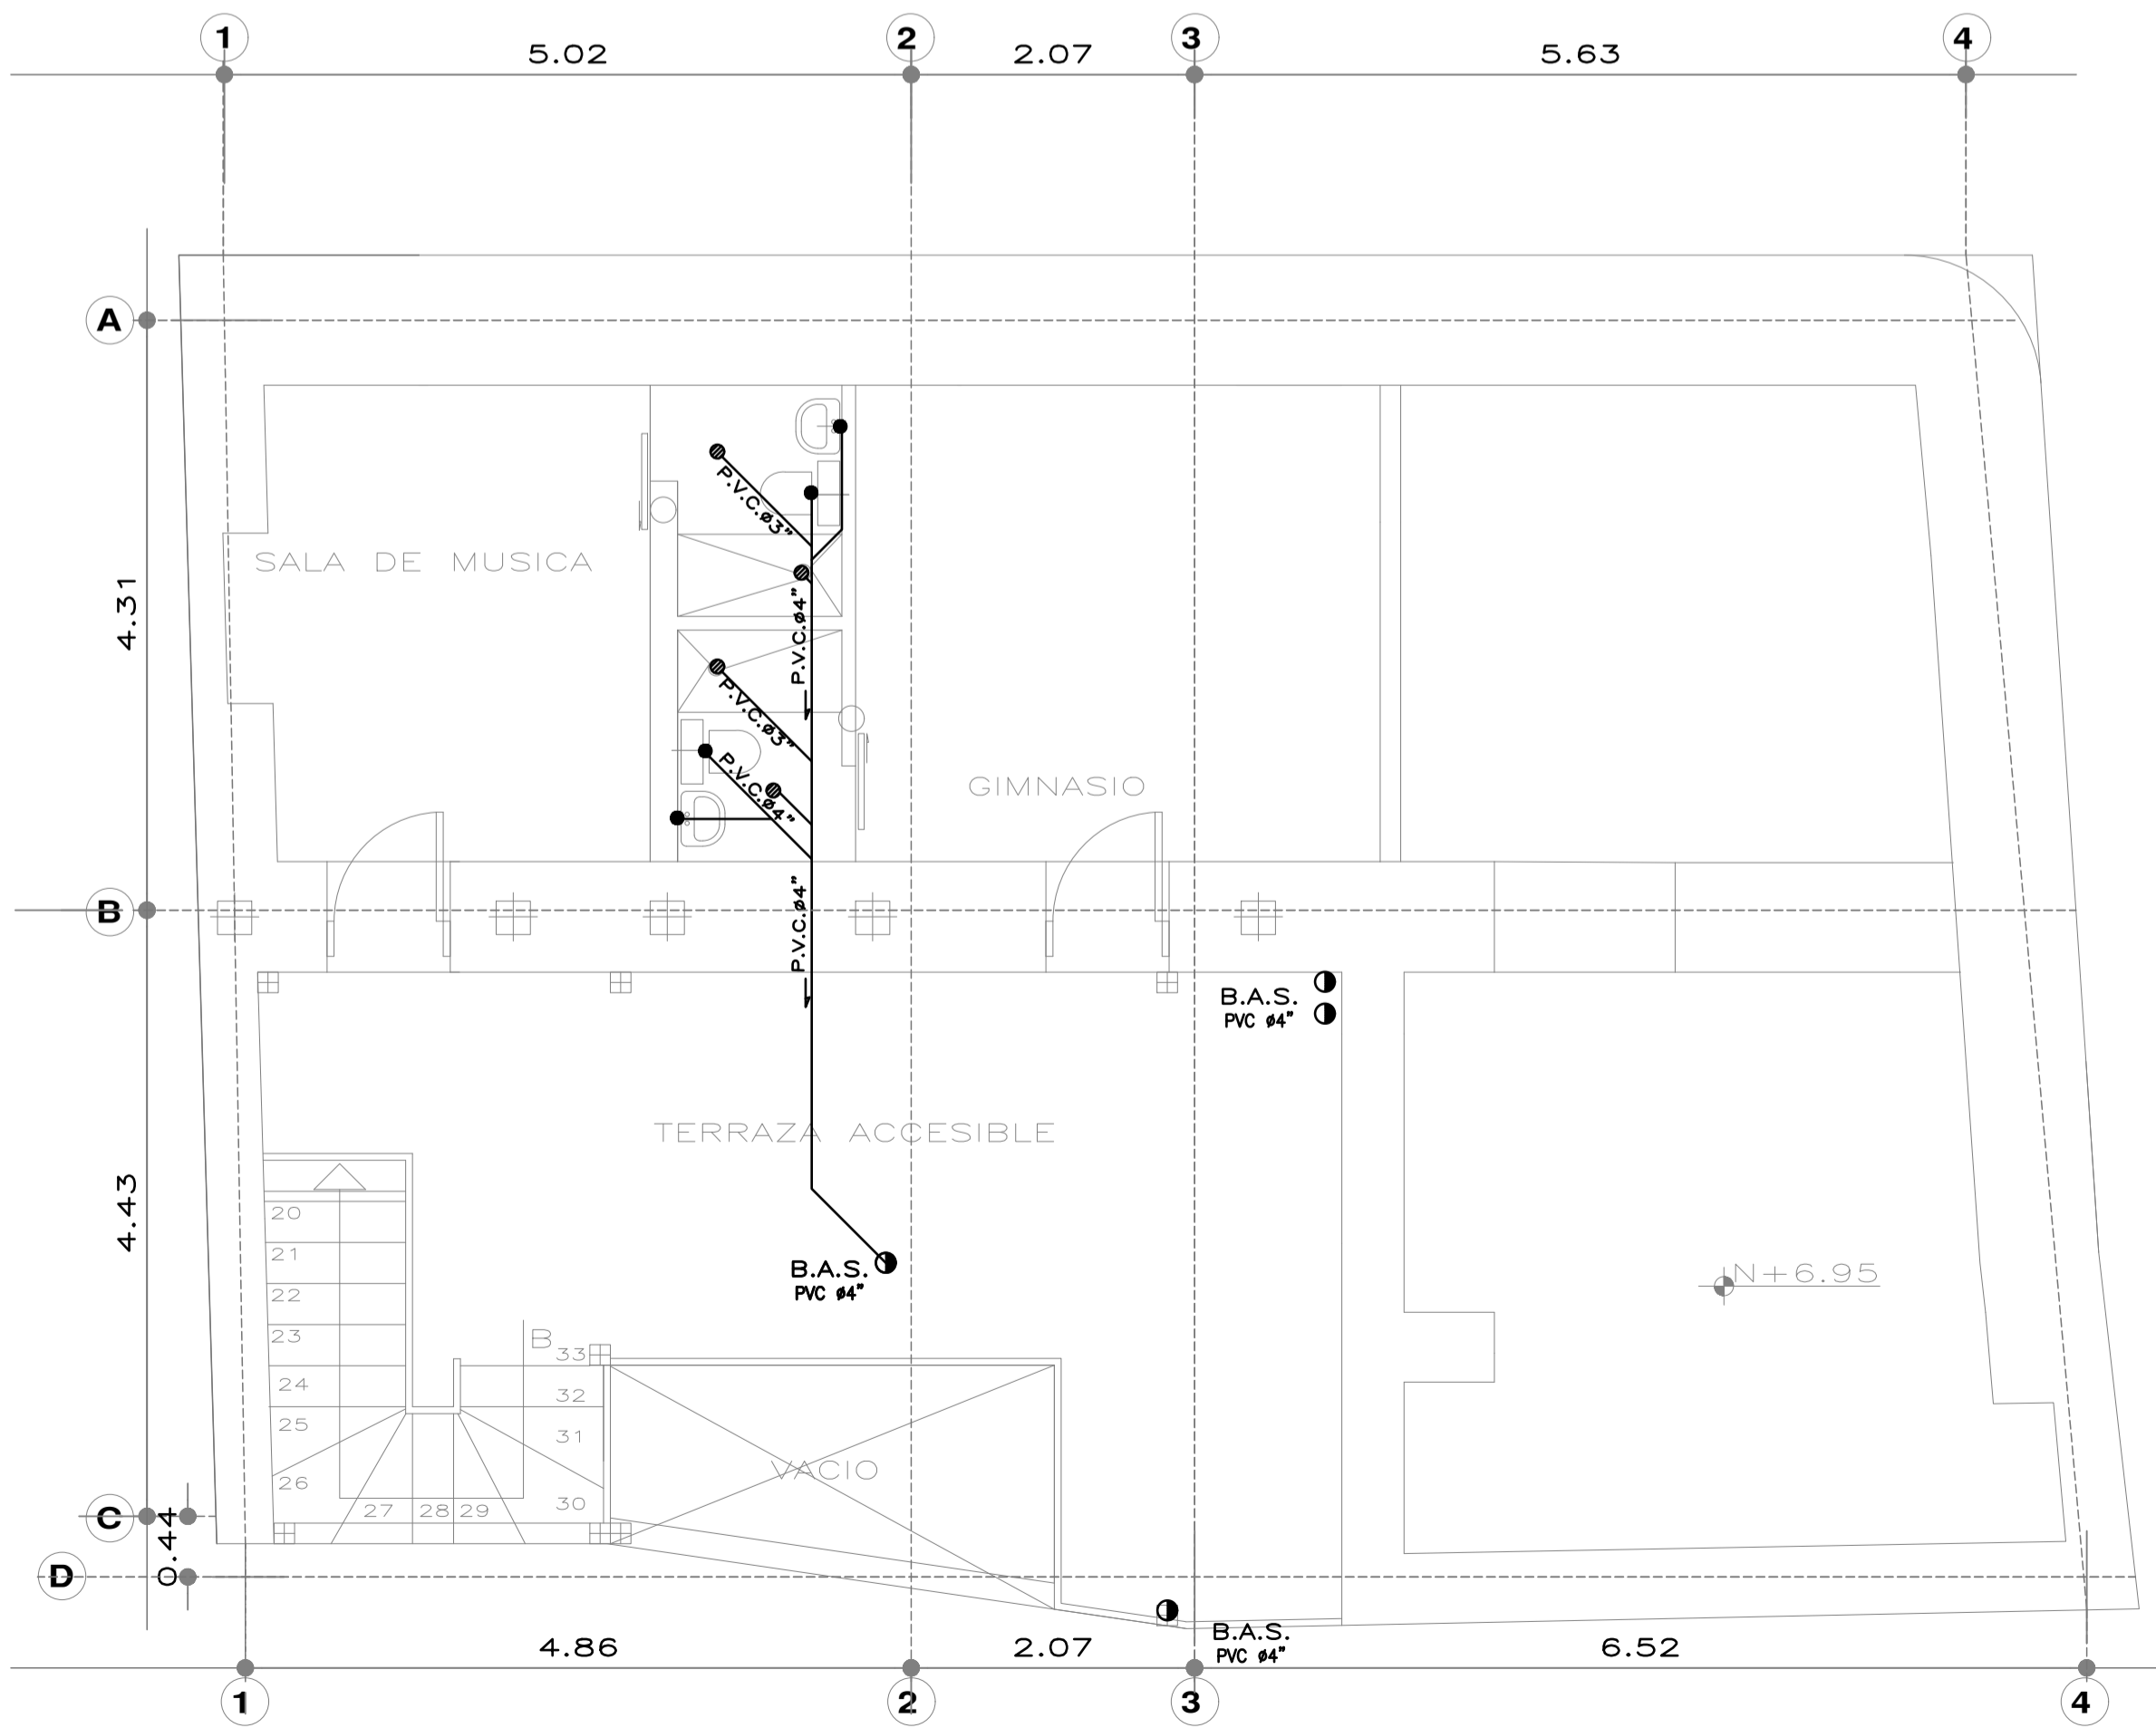 1
2
3
4
5.02
2.07
5.63
A
P.V.C.ø3"
SALA DE MUSICA
4.31
P.V.C.ø4"
P.V.C.ø3"
P.V.C.ø4"
GIMNASIO
B
P.V.C.ø4"
B.A.S.
PVC ø4"
TERRAZA ACCESIBLE
4.43
20
21
22
23
24
25
26
27
28
29
30
31
32
33
B
B.A.S.
PVC ø4"
N+6.95
VACIO
C
0.44
D
B.A.S.
PVC ø4"
4.86
2.07
6.52
1
2
3
4